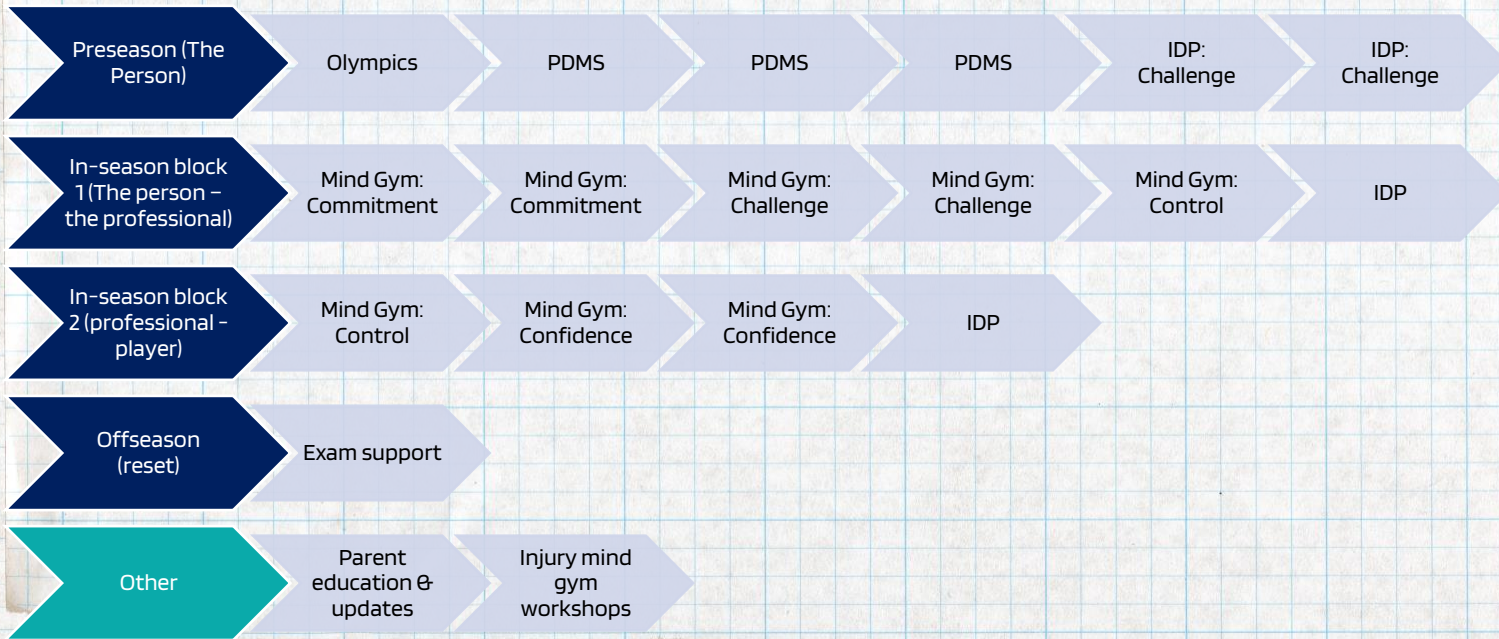 Preseason (The
Person)
Olympics
PDMS
PDMS
PDMS
IDP:
Challenge
IDP:
Challenge
In-season block
1 (The person –
the professional)
Mind Gym:
Commitment
Mind Gym:
Commitment
Mind Gym:
Challenge
Mind Gym:
Challenge
Mind Gym:
Control
IDP
In-season block
2 (professional -
player)
Mind Gym:
Control
Mind Gym:
Confidence
Mind Gym:
Confidence
IDP
Offseason
(reset)
Exam support
Other
Parent
education &
updates
Injury mind
gym
workshops